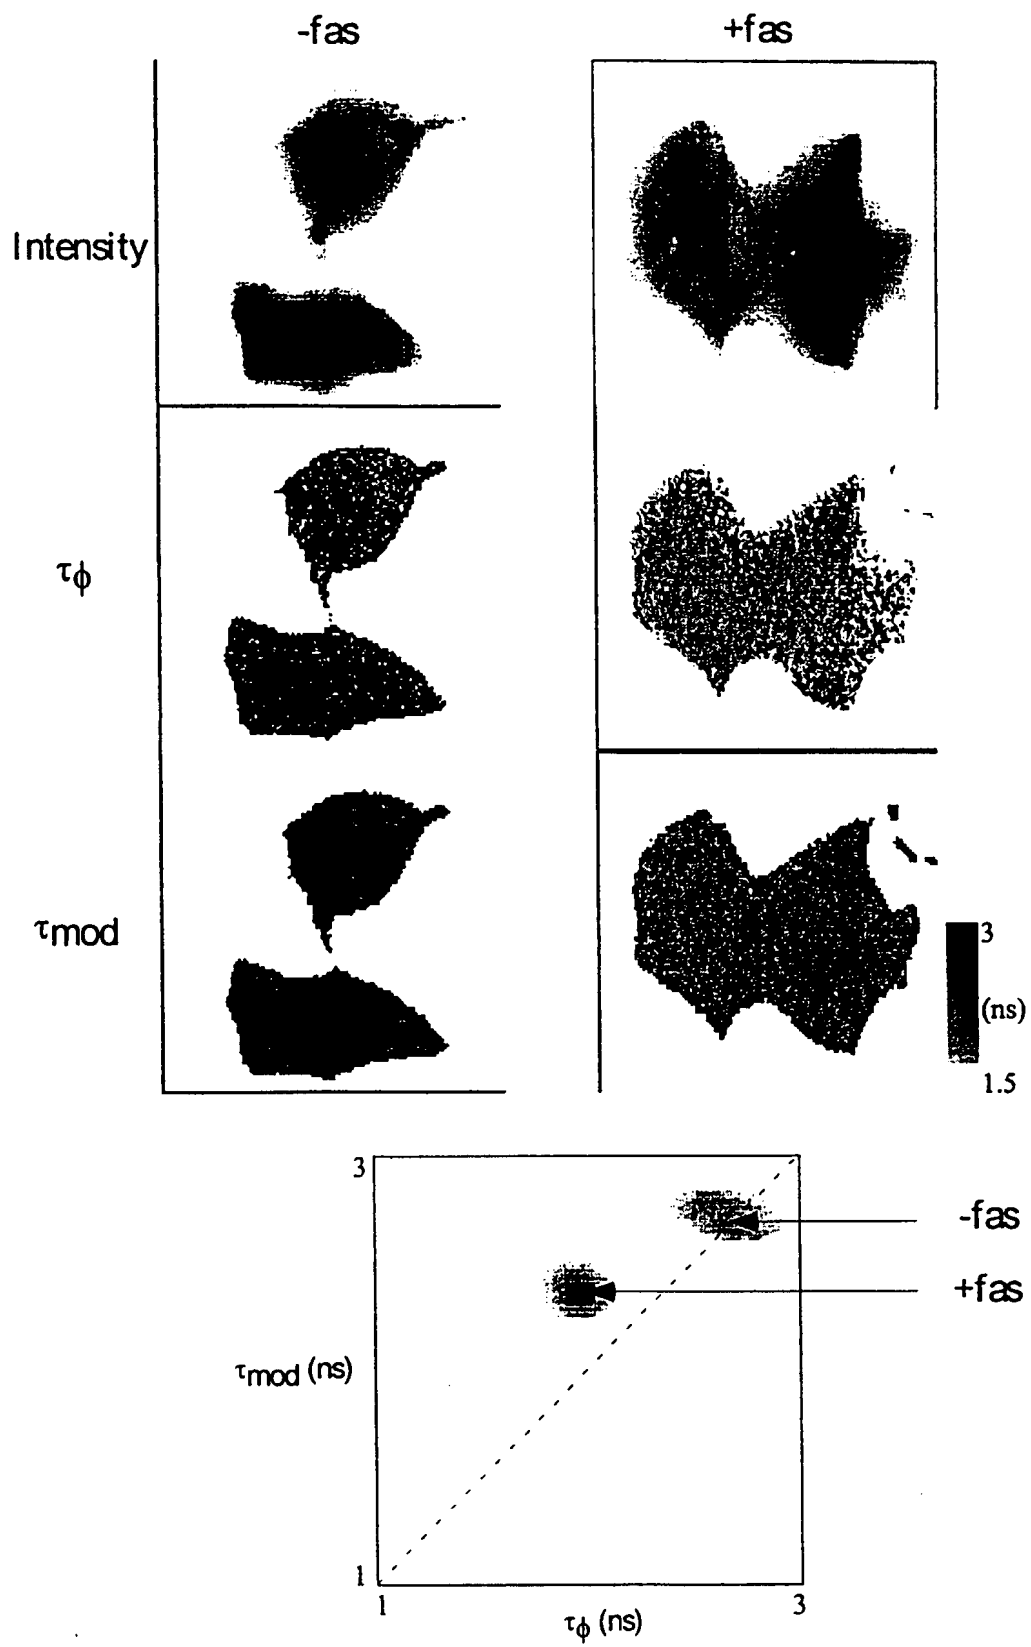 -fas
+fas
Intensity
τϕ
τmod
3
(ns)
1.5
3
-fas
+fas
τmod (ns)
1
1
3
τϕ (ns)